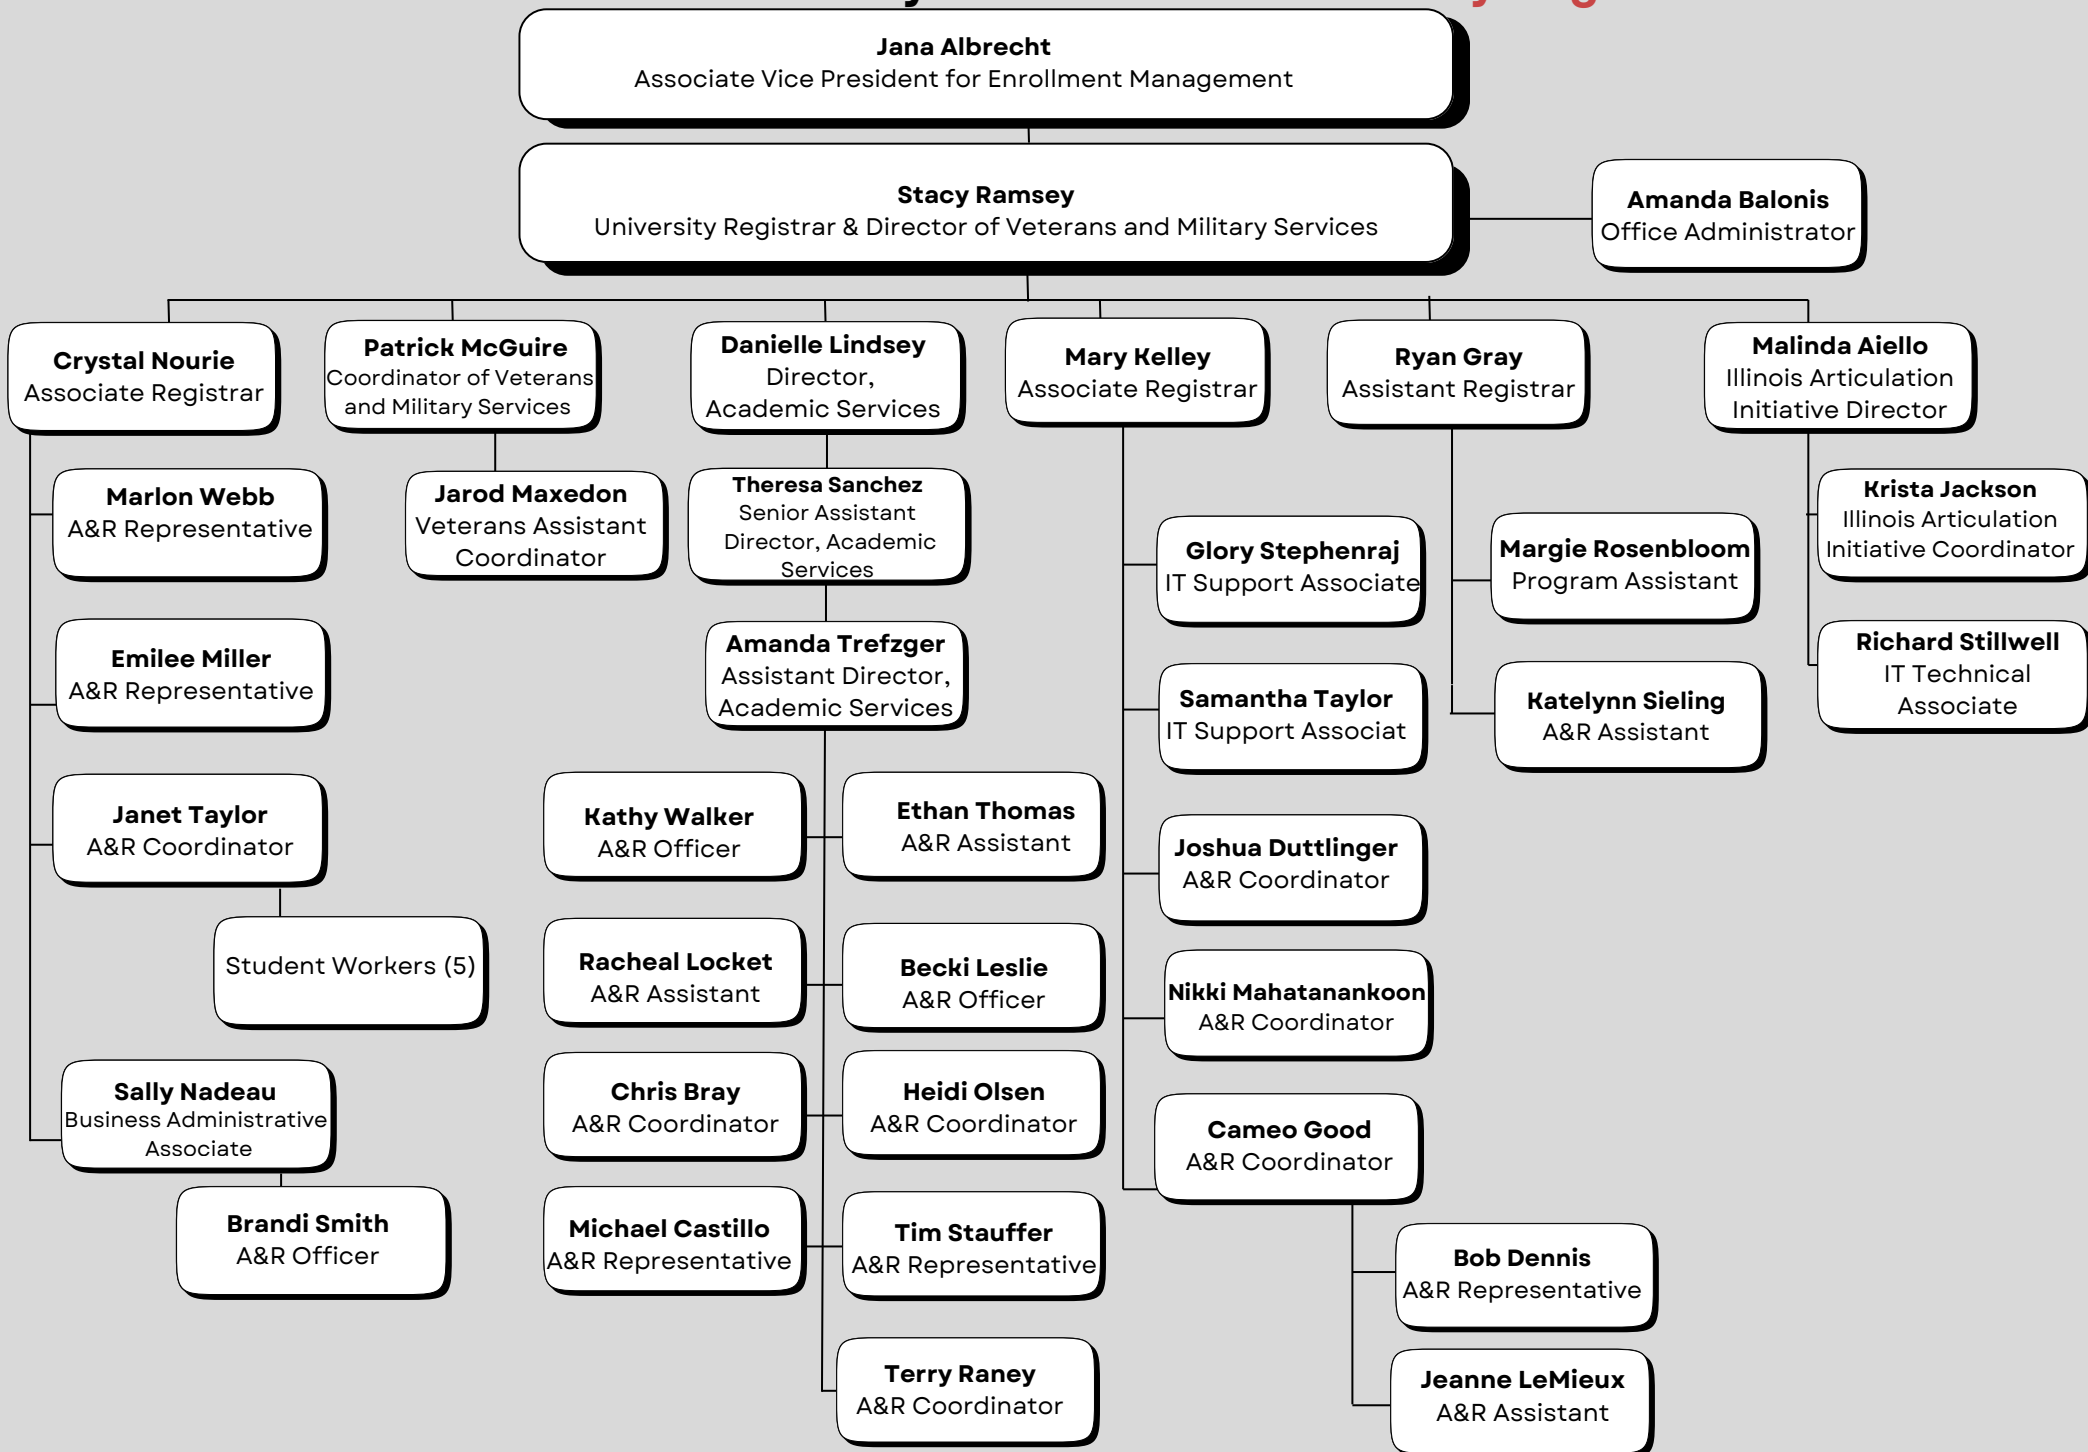 Jana Albrecht
Associate Vice President for Enrollment Management
Stacy Ramsey
University Registrar & Director of Veterans and Military Services
Amanda Balonis
Office Administrator
Crystal Nourie
Associate Registrar
Patrick McGuire
Coordinator of Veterans
and Military Services
Danielle Lindsey
Director,
Academic Services
Mary Kelley
Associate Registrar
Ryan Gray
Assistant Registrar
Malinda Aiello
Illinois Articulation
Initiative Director
Marlon Webb
A&R Representative
Jarod Maxedon
Veterans Assistant
Coordinator
Theresa Sanchez
Senior Assistant
Director, Academic
Services
Glory Stephenraj
IT Support Associate
Margie Rosenbloom
Program Assistant
Krista Jackson
Illinois Articulation
Initiative Coordinator
Emilee Miller
A&R Representative
Amanda Trefzger
Assistant Director,
Academic Services
Samantha Taylor
IT Support Associat
Katelynn Sieling
A&R Assistant
Richard Stillwell
IT Technical
Associate
Janet Taylor
A&R Coordinator
Kathy Walker
A&R Officer
Ethan Thomas
A&R Assistant
Joshua Duttlinger
A&R Coordinator
Student Workers (5)
Racheal Locket
A&R Assistant
Becki Leslie
A&R Officer
Nikki Mahatanankoon
A&R Coordinator
Sally Nadeau
Business Administrative
Associate
Chris Bray
A&R Coordinator
Heidi Olsen
A&R Coordinator
Cameo Good
A&R Coordinator
Brandi Smith
A&R Officer
Michael Castillo
A&R Representative
Tim Stauffer
A&R Representative
Bob Dennis
A&R Representative
Terry Raney
A&R Coordinator
Jeanne LeMieux
A&R Assistant